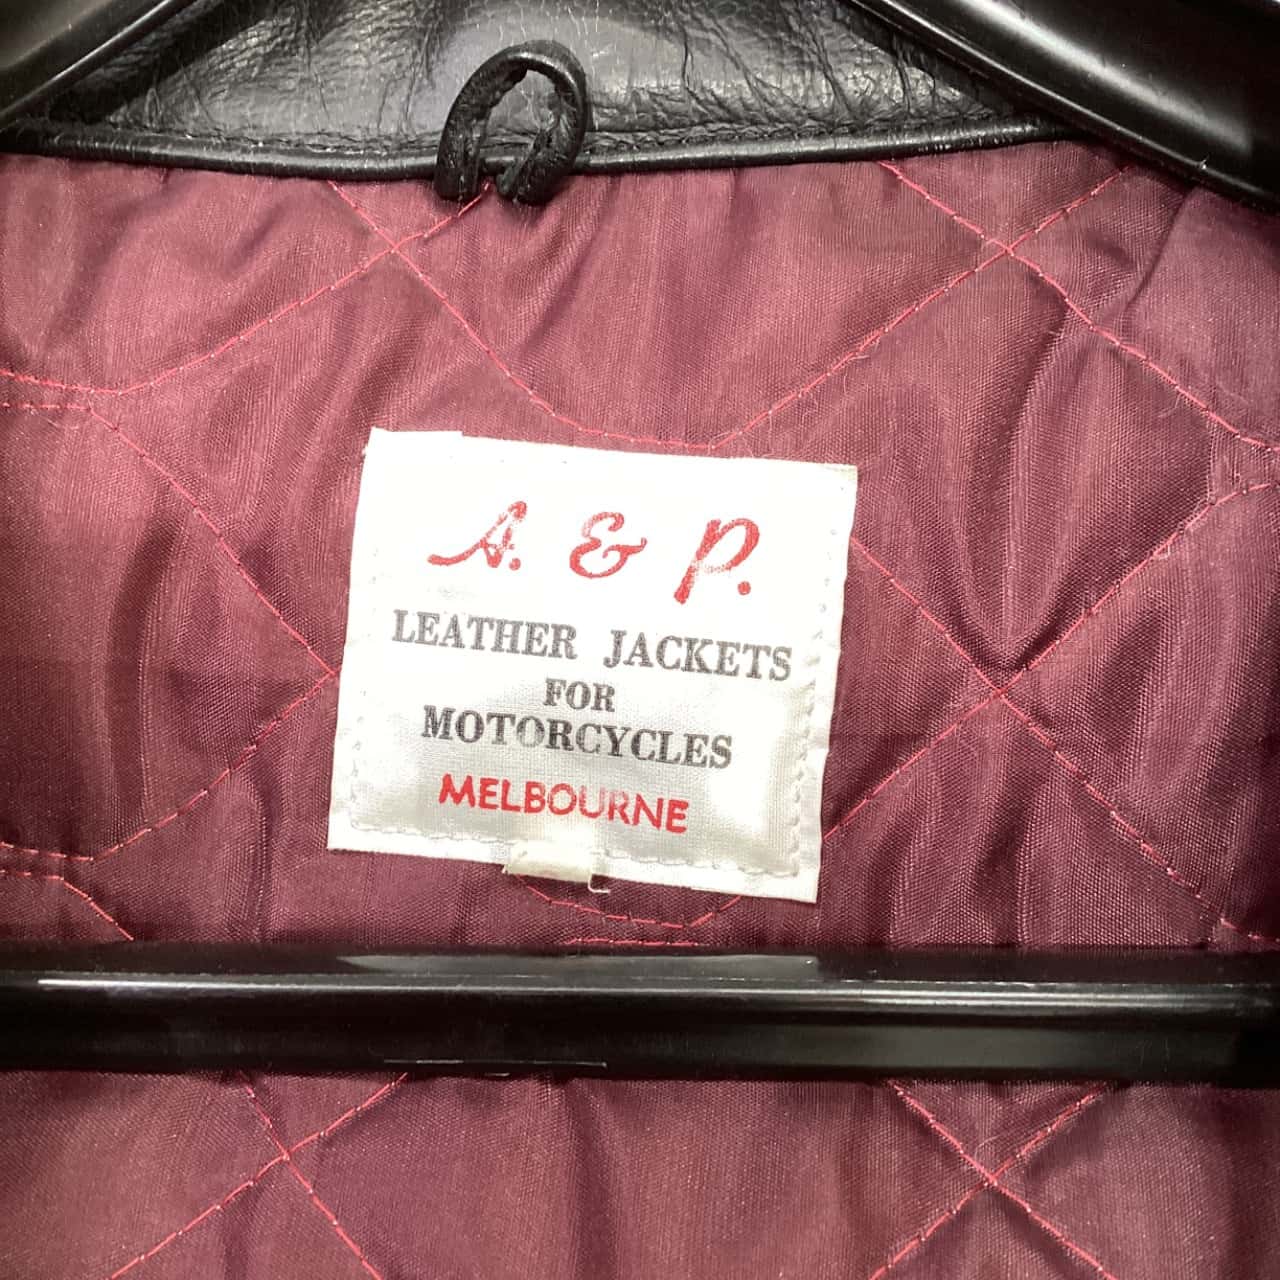 A. & P.
LEATHER JACKETS
FOR
MOTORCYCLES
MELBOURNE